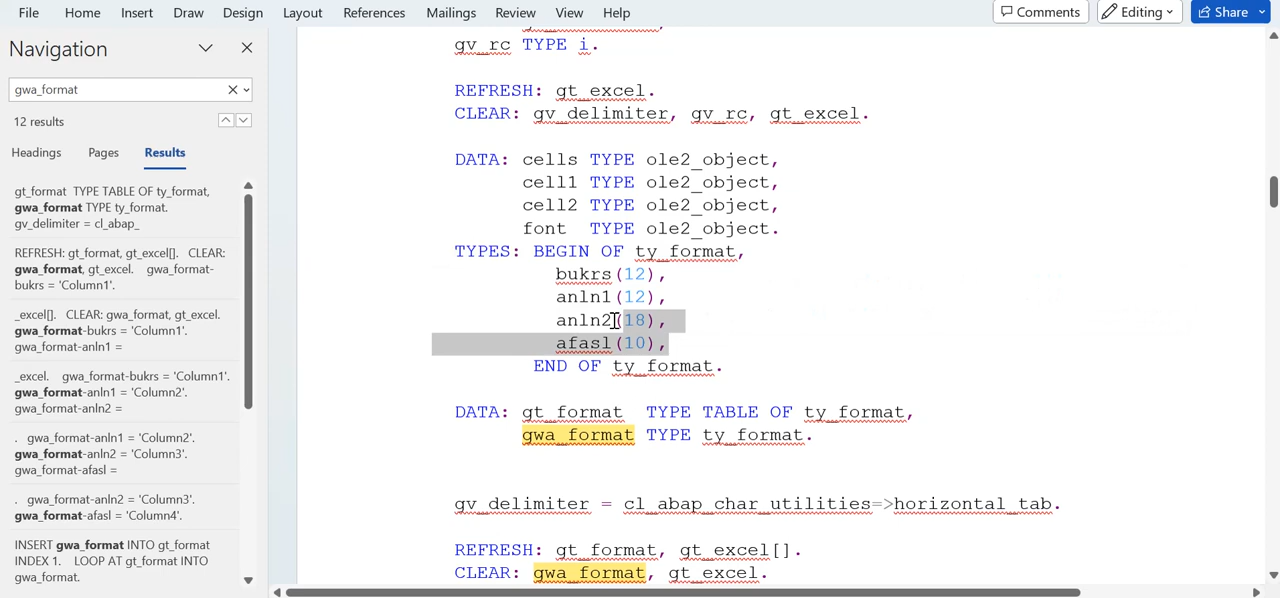 File Home Insert Draw Design Layout References Mailings Review View Help
Comments Editing Share
Navigation
gwa_format
12 results
Headings Pages Results
gt_format TYPE TABLE OF ty_format,
gwa_format TYPE ty_format.
gv_delimiter = cl_abap_
REFRESH: gt_format, gt_excel[].
CLEAR:
gwa_format, gt_excel. gwa_format-
bukrs = 'Column1'.
_excel[]. CLEAR: gwa_format, gt_excel.
gwa_format-bukrs = 'Column1'.
gwa_format-anln1 =
_excel. gwa_format-bukrs = 'Column1'.
gwa_format-anln1 = 'Column2'.
gwa_format-anln2 =
. gwa_format-anln1 = 'Column2'.
gwa_format-anln2 = 'Column3'.
gwa_format-afasl =
. gwa_format-anln2 = 'Column3'.
gwa_format-afasl = 'Column4'.
INSERT gwa_format INTO gt_format
INDEX 1. LOOP AT gt_format INTO
gwa_format.
gv_rc TYPE i.
REFRESH: gt_excel.
CLEAR: gv_delimiter, gv_rc, gt_excel.
DATA: cells TYPE ole2_object,
cell1 TYPE ole2_object,
cell2 TYPE ole2_object,
font TYPE ole2_object.
TYPES: BEGIN OF ty_format,
bukrs(12),
anln1(12),
anln2(18),
afasl(10),
END OF ty_format.
DATA: gt_format TYPE TABLE OF ty_format,
gwa_format TYPE ty_format.
gv_delimiter = cl_abap_char_utilities=>horizontal_tab.
REFRESH: gt_format, gt_excel[].
CLEAR: gwa_format, gt_excel.